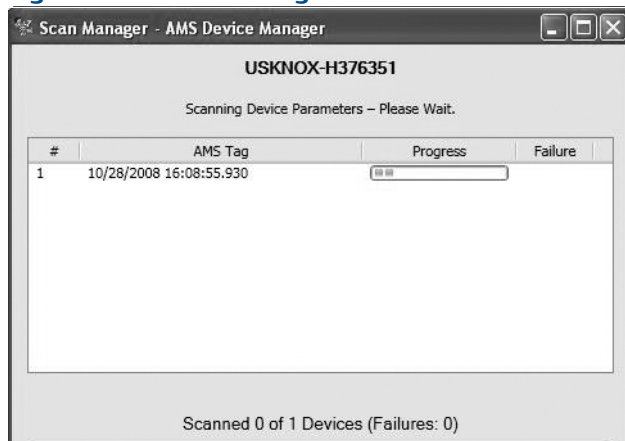 Scan Manager - AMS Device Manager
USKNOX-H376351
Scanning Device Parameters – Please Wait.
# AMS Tag Progress Failure
1 10/28/2008 16:08:55.930
Scanned 0 of 1 Devices (Failures: 0)